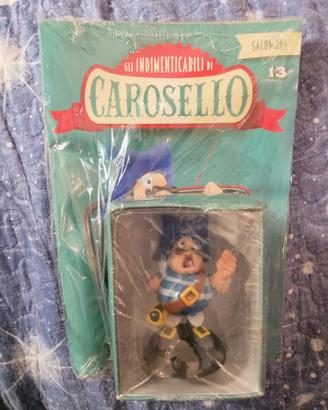 SALOMONE
13
GLI INDIMENTICABILI DI
CAROSELLO